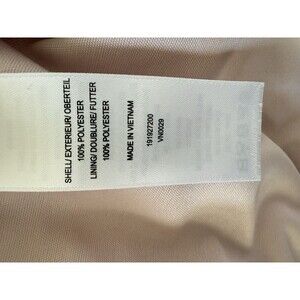 SHELL/ EXTERIEUR/ OBERTEIL
100% POLYESTER
LINING/ DOUBLURE/ FUTTER
100% POLYESTER
MADE IN VIETNAM
191927200
VN0029